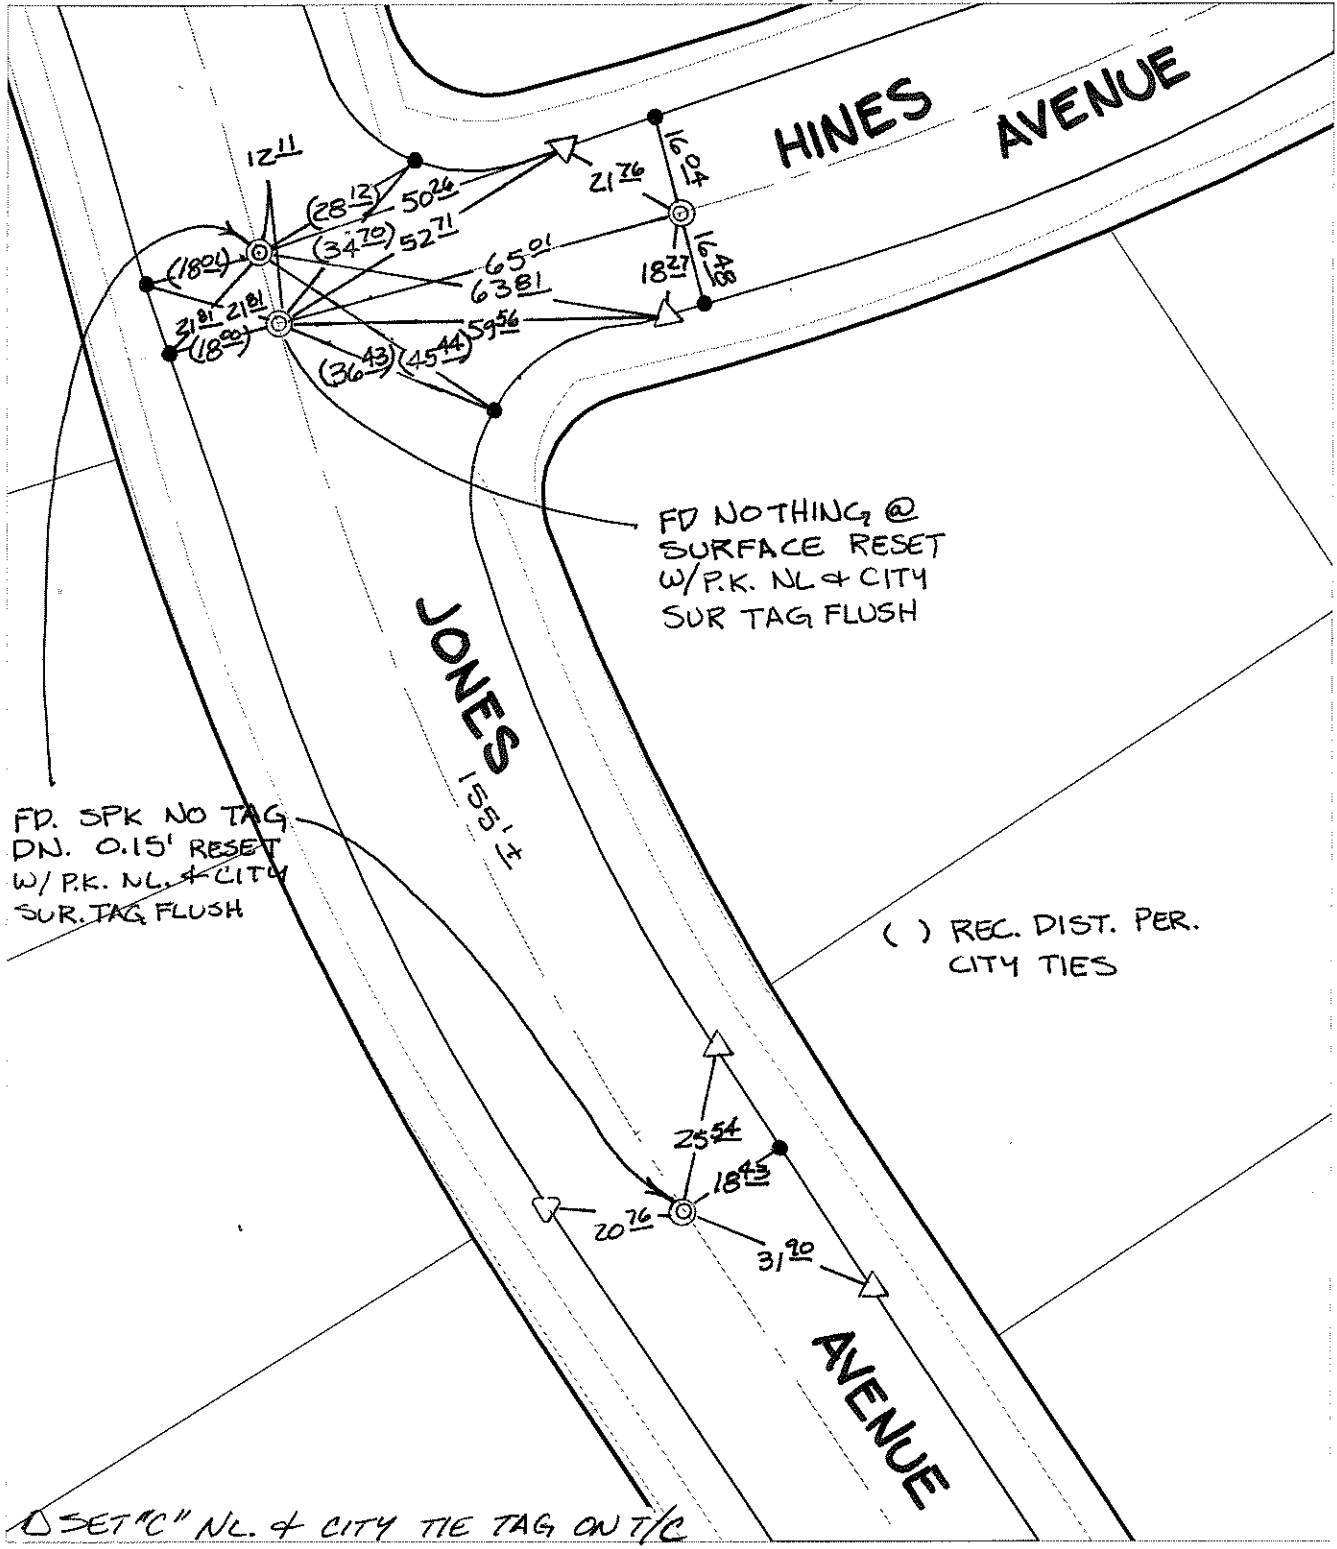 HINES AVENUE
12 11
16 04
21 76
(28 12)
50 26
(34 70)
52 71
(18 01)
65 01
63 81
18 27
16 48
21 81
21 81
59 56
(18 00)
(36 43)
(45 44)
FD NOTHING @
SURFACE RESET
W/P.K. NL & CITY
SUR TAG FLUSH
JONES
155'±
FD. SPK NO TAG
DN. 0.15' RESET
W/ P.K. NL. & CITY
SUR. TAG FLUSH
( ) REC. DIST. PER.
CITY TIES
25 54
18 43
20 76
31 90
AVENUE
△ SET "C" NL. & CITY TIE TAG ON T/C